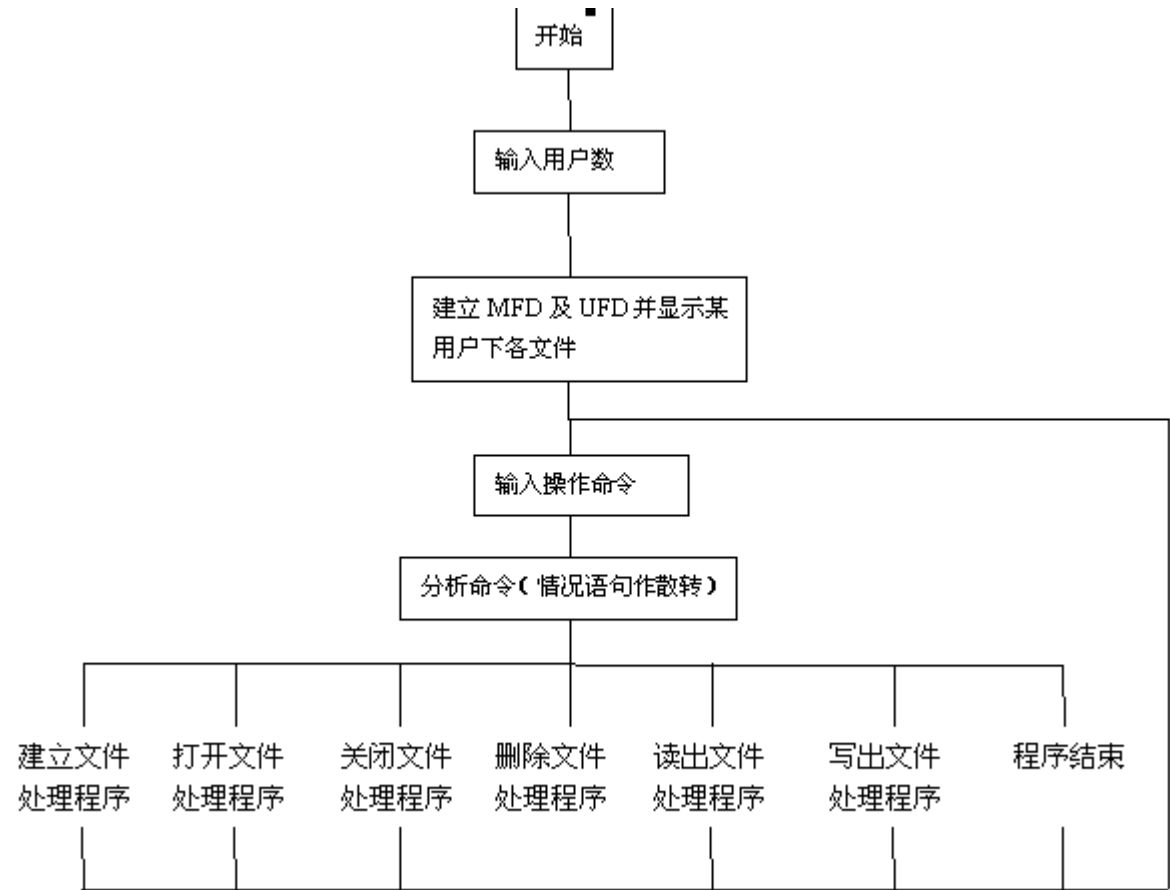 开始
输入用户数
建立 MFD 及 UFD 并显示某
用户下各文件
输入操作命令
分析命令(情况语句作散转)
建立文件
处理程序
打开文件
处理程序
关闭文件
处理程序
删除文件
处理程序
读出文件
处理程序
写出文件
处理程序
程序结束